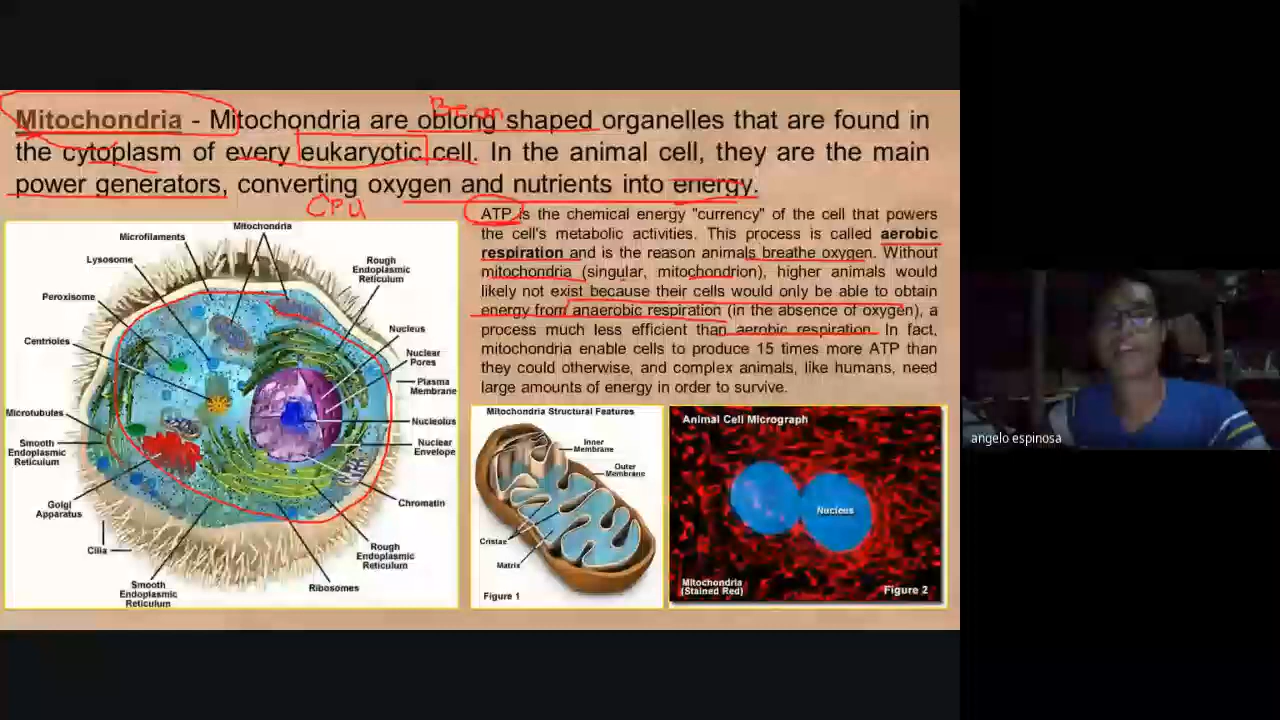 BEan
Mitochondria - Mitochondria are oblong shaped organelles that are found in
the cytoplasm of every eukaryotic cell. In the animal cell, they are the main
power generators, converting oxygen and nutrients into energy.
CPU
ATP is the chemical energy "currency" of the cell that powers
the cell's metabolic activities. This process is called aerobic
respiration and is the reason animals breathe oxygen. Without
mitochondria (singular, mitochondrion), higher animals would
likely not exist because their cells would only be able to obtain
energy from anaerobic respiration (in the absence of oxygen), a
process much less efficient than aerobic respiration. In fact,
mitochondria enable cells to produce 15 times more ATP than
they could otherwise, and complex animals, like humans, need
large amounts of energy in order to survive.
Mitochondria
Microfilaments
Lysosome
Peroxisome
Centrioles
Microtubules
Smooth
Endoplasmic
Reticulum
Golgi
Apparatus
Cilia
Smooth
Endoplasmic
Reticulum
Rough
Endoplasmic
Reticulum
Nucleus
Nuclear
Pores
Plasma
Membrane
Nucleolus
Nuclear
Envelope
Chromatin
Rough
Endoplasmic
Reticulum
Ribosomes
Mitochondria Structural Features
Inner
Membrane
Outer
Membrane
Cristae
Matrix
Figure 1
Animal Cell Micrograph
Nucleus
Mitochondria
(Stained Red)
Figure 2
angelo espinosa